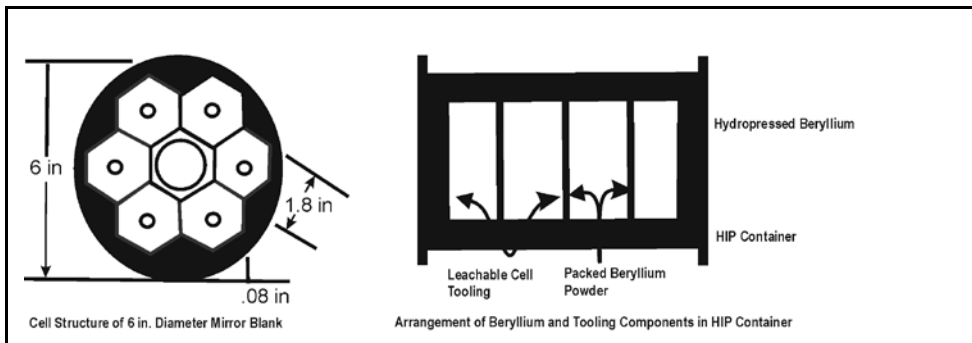 6 in
1.8 in
.08 in
Cell Structure of 6 in. Diameter Mirror Blank
Hydropressed Beryllium
HIP Container
Leachable Cell
Tooling
Packed Beryllium
Powder
Arrangement of Beryllium and Tooling Components in HIP Container